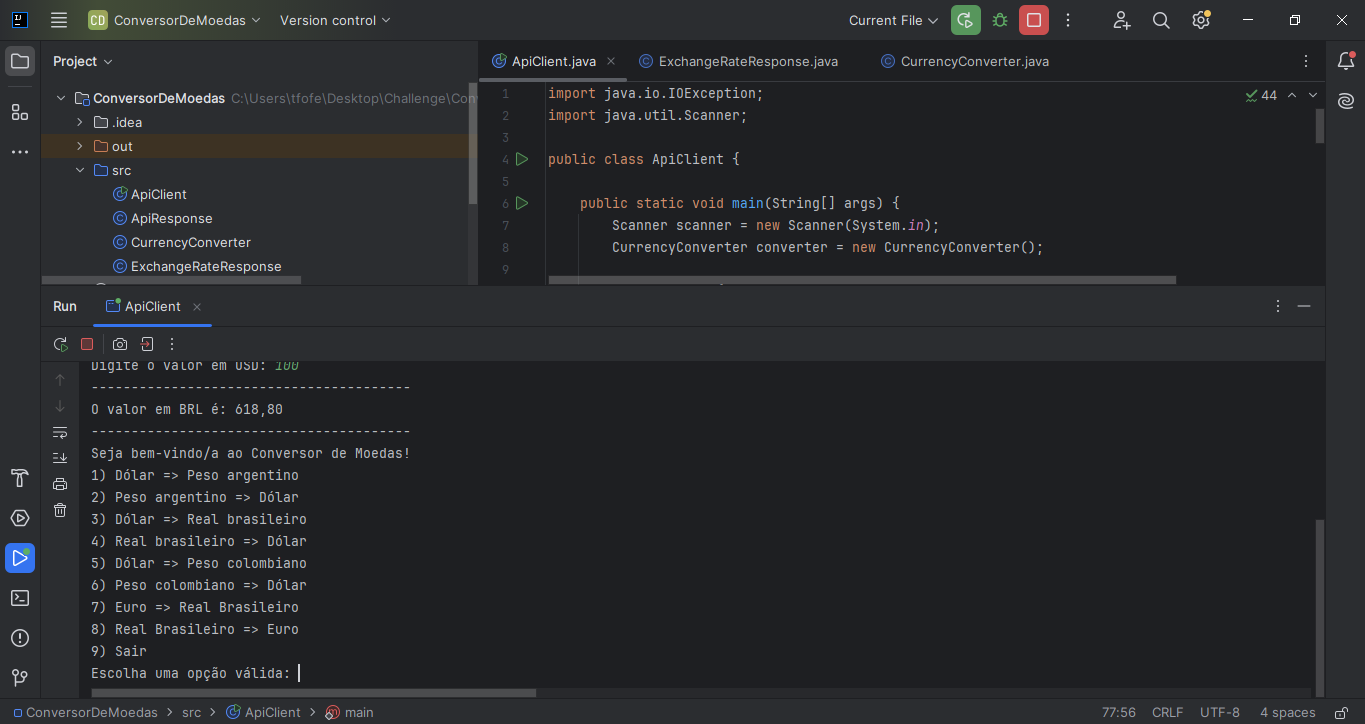 CD ConversorDeMoedas Version control Current File
Project
ApiClient.java ExchangeRateResponse.java CurrencyConverter.java
ConversorDeMoedas C:\Users\tfofe\Desktop\Challenge\Con
.idea
out
src
ApiClient
ApiResponse
CurrencyConverter
ExchangeRateResponse
44
1 import java.io.IOException;
2 import java.util.Scanner;
3
4 public class ApiClient {
5
6 public static void main(String[] args) {
7 Scanner scanner = new Scanner(System.in);
8 CurrencyConverter converter = new CurrencyConverter();
9
Run ApiClient
Digite o valor em USD: 100
----------------------------------------
O valor em BRL é: 618,80
----------------------------------------
Seja bem-vindo/a ao Conversor de Moedas!
1) Dólar => Peso argentino
2) Peso argentino => Dólar
3) Dólar => Real brasileiro
4) Real brasileiro => Dólar
5) Dólar => Peso colombiano
6) Peso colombiano => Dólar
7) Euro => Real Brasileiro
8) Real Brasileiro => Euro
9) Sair
Escolha uma opção válida:
ConversorDeMoedas > src > ApiClient > main 77:56 CRLF UTF-8 4 spaces